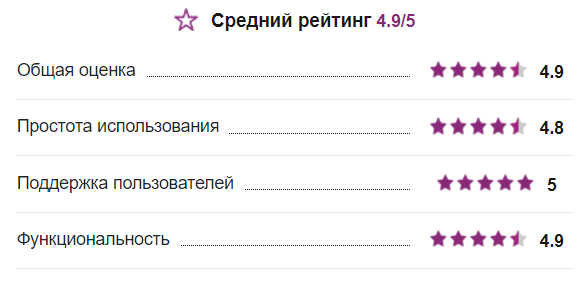 Средний рейтинг 4.9/5
Общая оценка 4.9
Простота использования 4.8
Поддержка пользователей 5
Функциональность 4.9